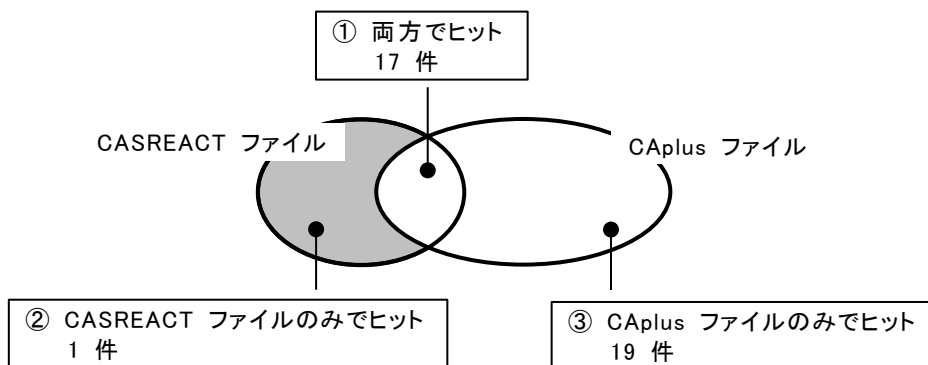 ① 両方でヒット
17 件
CASREACT ファイル
CAplus ファイル
② CASREACT ファイルのみでヒット
1 件
③ CAplus ファイルのみでヒット
19 件